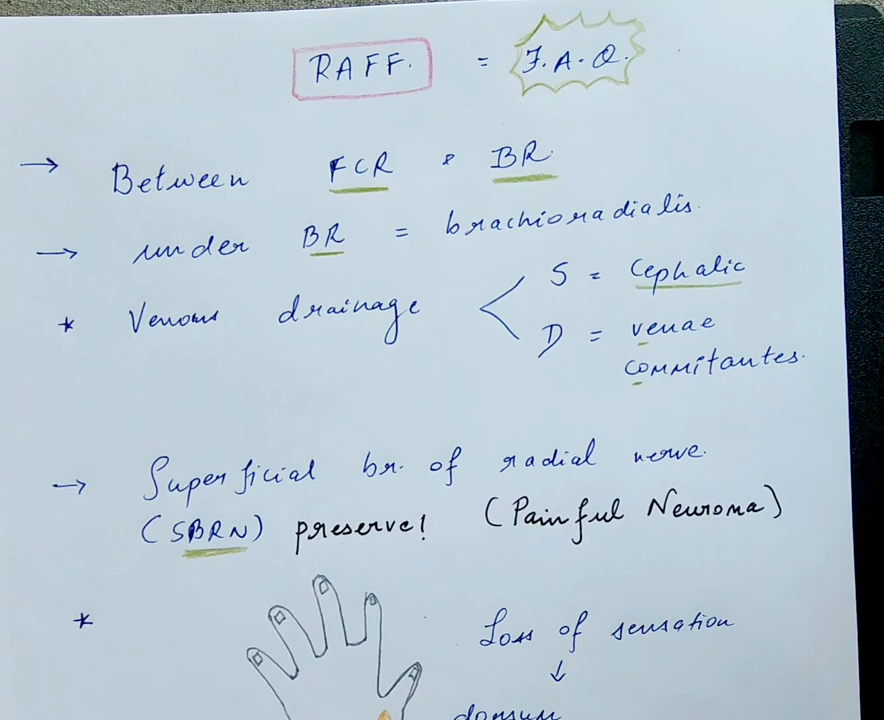 RAFF. = F.A.Q.
→ Between FCR & BR.
→ under BR = brachioradialis.
* Venous drainage < S = Cephalic
D = venae
commitantes.
→ Superficial br. of radial nerve.
(SBRN) preserve! (Painful Neuroma)
* Loss of sensation
↓
dorsum